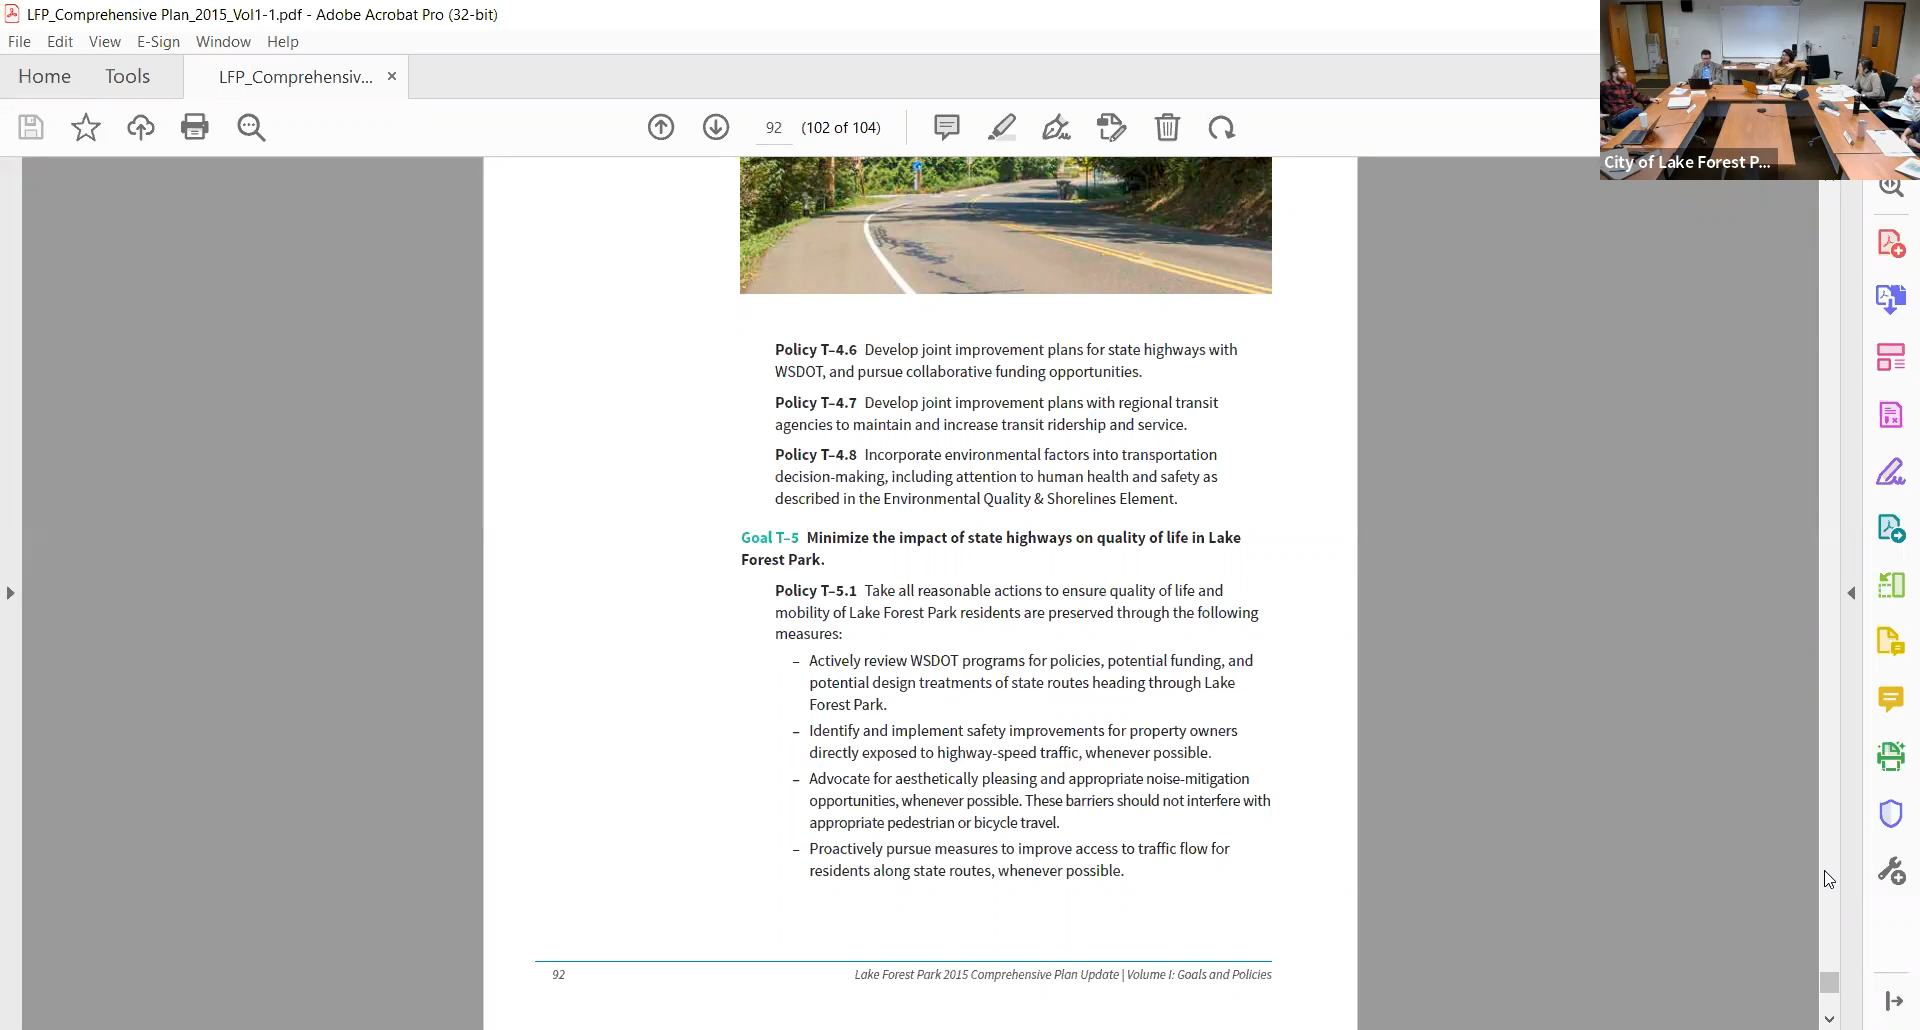 LFP_Comprehensive Plan_2015_Vol1-1.pdf - Adobe Acrobat Pro (32-bit)
File Edit View E-Sign Window Help
Home Tools LFP_Comprehensiv... ×
92 (102 of 104)
City of Lake Forest P...
Policy T-4.6 Develop joint improvement plans for state highways with
WSDOT, and pursue collaborative funding opportunities.
Policy T-4.7 Develop joint improvement plans with regional transit
agencies to maintain and increase transit ridership and service.
Policy T-4.8 Incorporate environmental factors into transportation
decision-making, including attention to human health and safety as
described in the Environmental Quality & Shorelines Element.
Goal T-5 Minimize the impact of state highways on quality of life in Lake
Forest Park.
Policy T-5.1 Take all reasonable actions to ensure quality of life and
mobility of Lake Forest Park residents are preserved through the following
measures:
– Actively review WSDOT programs for policies, potential funding, and
potential design treatments of state routes heading through Lake
Forest Park.
– Identify and implement safety improvements for property owners
directly exposed to highway-speed traffic, whenever possible.
– Advocate for aesthetically pleasing and appropriate noise-mitigation
opportunities, whenever possible. These barriers should not interfere with
appropriate pedestrian or bicycle travel.
– Proactively pursue measures to improve access to traffic flow for
residents along state routes, whenever possible.
92 Lake Forest Park 2015 Comprehensive Plan Update | Volume I: Goals and Policies